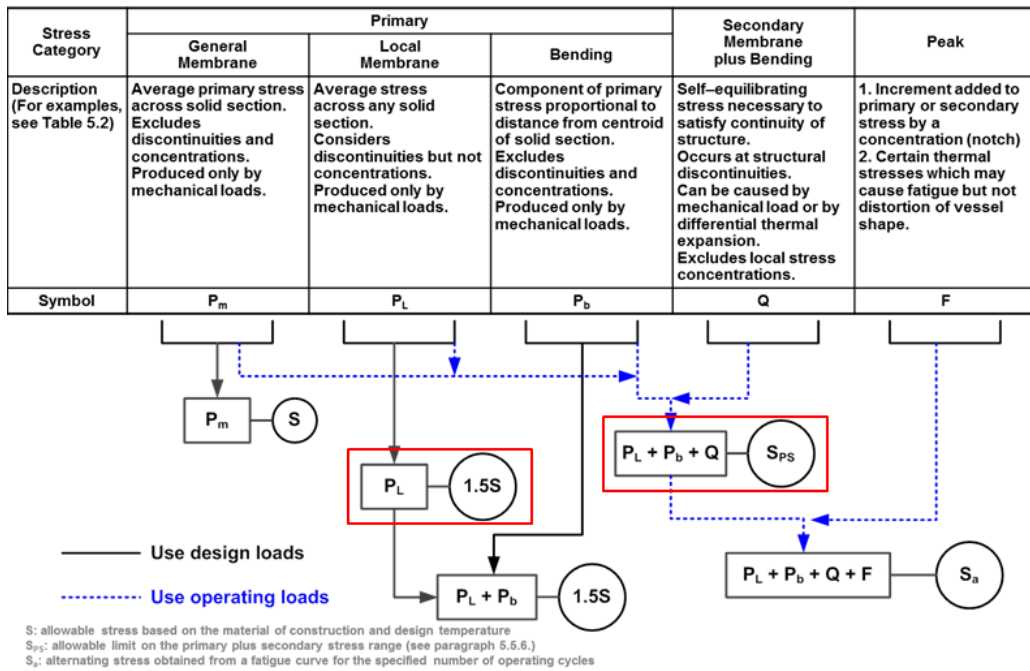 Stress
Category
Primary
General
Membrane
Local
Membrane
Bending
Secondary
Membrane
plus Bending
Peak
Description
(For examples,
see Table 5.2)
Average primary stress
across solid section.
Excludes
discontinuities and
concentrations.
Produced only by
mechanical loads.
Average stress
across any solid
section.
Considers
discontinuities but not
concentrations.
Produced only by
mechanical loads.
Component of primary
stress proportional to
distance from centroid
of solid section.
Excludes
discontinuities and
concentrations.
Produced only by
mechanical loads.
Self–equilibrating
stress necessary to
satisfy continuity of
structure.
Occurs at structural
discontinuities.
Can be caused by
mechanical load or by
differential thermal
expansion.
Excludes local stress
concentrations.
1. Increment added to
primary or secondary
stress by a
concentration (notch)
2. Certain thermal
stresses which may
cause fatigue but not
distortion of vessel
shape.
Symbol
Pm
PL
Pb
Q
F
Pm
S
PL + Pb + Q
SPS
PL
1.5S
Use design loads
PL + Pb + Q + F
Sa
PL + Pb
1.5S
Use operating loads
S: allowable stress based on the material of construction and design temperature
SPS: allowable limit on the primary plus secondary stress range (see paragraph 5.5.6.)
Sa: alternating stress obtained from a fatigue curve for the specified number of operating cycles